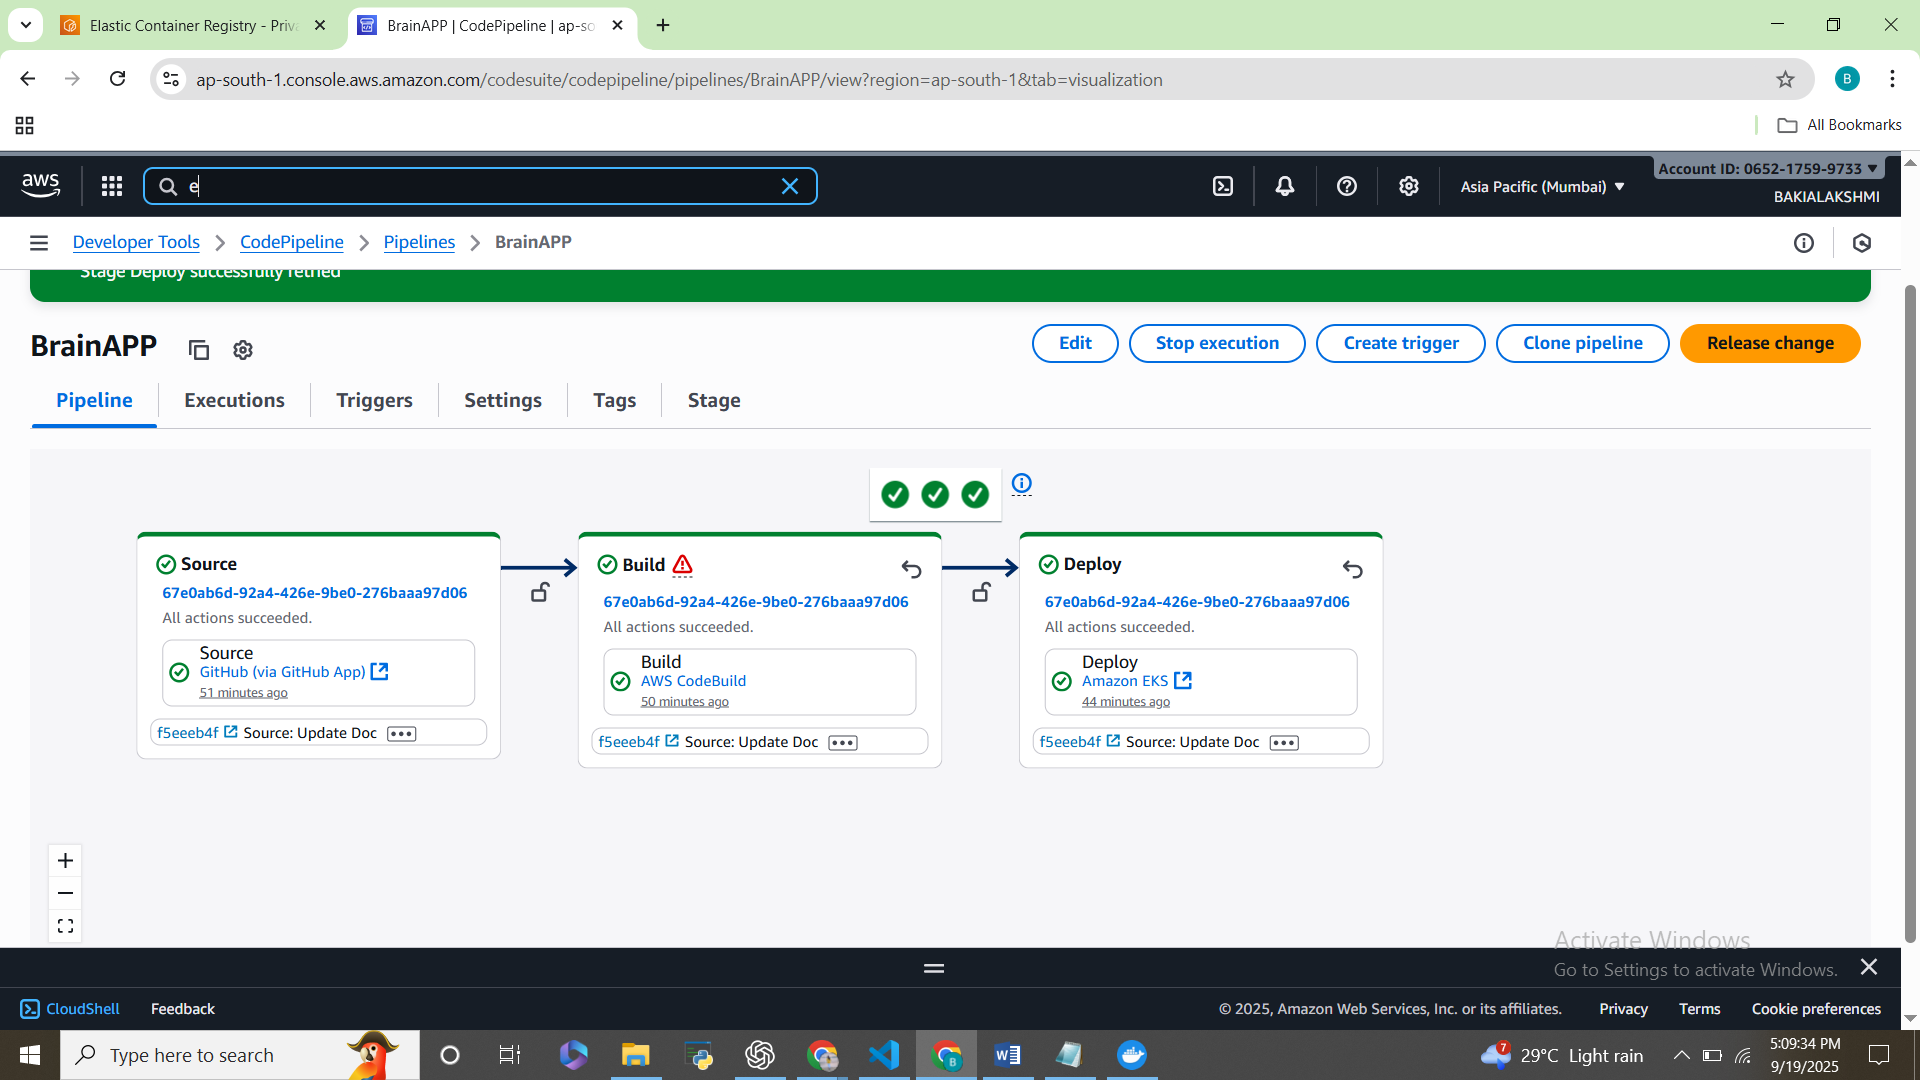 Elastic Container Registry - Priv
BrainAPP | CodePipeline | ap-so
ap-south-1.console.aws.amazon.com/codesuite/codepipeline/pipelines/BrainAPP/view?region=ap-south-1&tab=visualization
B
All Bookmarks
aws
e
Asia Pacific (Mumbai)
Account ID: 0652-1759-9733
BAKIALAKSHMI
Developer Tools
CodePipeline
Pipelines
BrainAPP
Stage Deploy successfully retried
BrainAPP
Edit
Stop execution
Create trigger
Clone pipeline
Release change
Pipeline
Executions
Triggers
Settings
Tags
Stage
Source
67e0ab6d-92a4-426e-9be0-276baaa97d06
All actions succeeded.
Source
GitHub (via GitHub App)
51 minutes ago
f5eeeb4f Source: Update Doc
Build
67e0ab6d-92a4-426e-9be0-276baaa97d06
All actions succeeded.
Build
AWS CodeBuild
50 minutes ago
f5eeeb4f Source: Update Doc
Deploy
67e0ab6d-92a4-426e-9be0-276baaa97d06
All actions succeeded.
Deploy
Amazon EKS
44 minutes ago
f5eeeb4f Source: Update Doc
Activate Windows
Go to Settings to activate Windows.
CloudShell
Feedback
© 2025, Amazon Web Services, Inc. or its affiliates.
Privacy
Terms
Cookie preferences
Type here to search
B
7
29°C Light rain
5:09:34 PM
9/19/2025